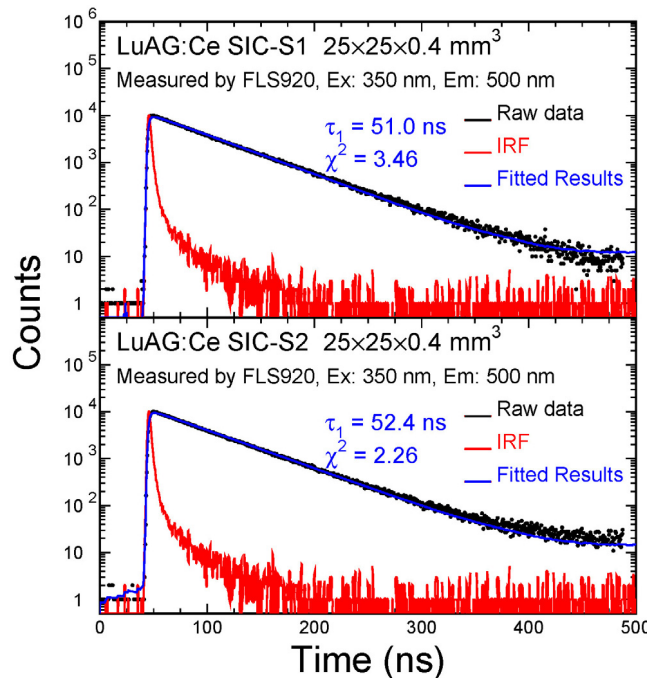 LuAG:Ce SIC-S1 25×25×0.4 mm³
Measured by FLS920, Ex: 350 nm, Em: 500 nm
τ₁ = 51.0 ns
χ² = 3.46
Raw data
IRF
Fitted Results
10⁶
10⁵
10⁴
10³
10²
10
1
LuAG:Ce SIC-S2 25×25×0.4 mm³
Measured by FLS920, Ex: 350 nm, Em: 500 nm
τ₁ = 52.4 ns
χ² = 2.26
Raw data
IRF
Fitted Results
10⁵
10⁴
10³
10²
10
1
Counts
0 100 200 300 400 500
Time (ns)